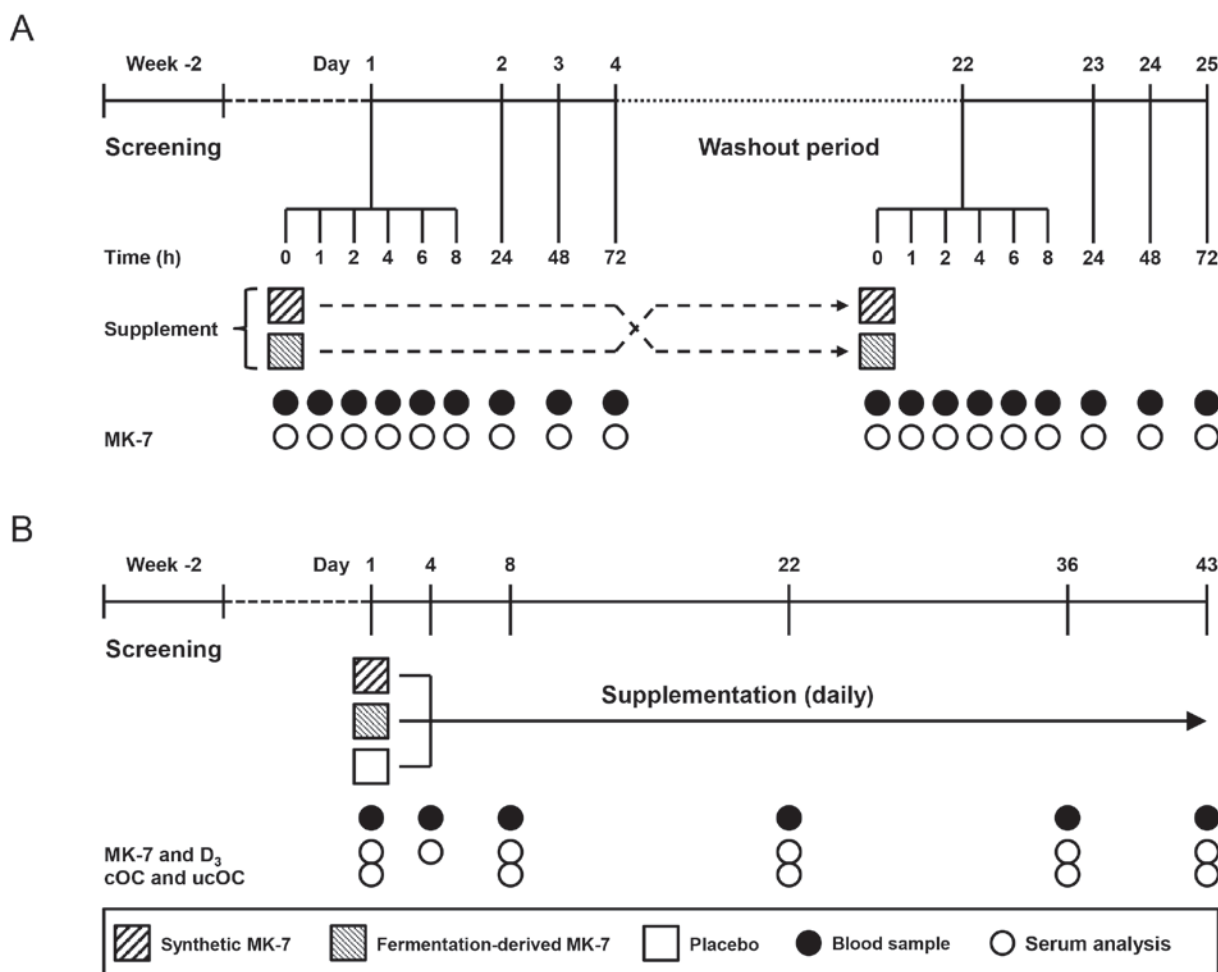 A
Week -2 Day 1 2 3 4 22 23 24 25
Screening Washout period
Time (h) 0 1 2 4 6 8 24 48 72 0 1 2 4 6 8 24 48 72
Supplement
MK-7
B
Week -2 Day 1 4 8 22 36 43
Screening
Supplementation (daily)
MK-7 and D₃
cOC and ucOC
Synthetic MK-7 Fermentation-derived MK-7 Placebo Blood sample Serum analysis